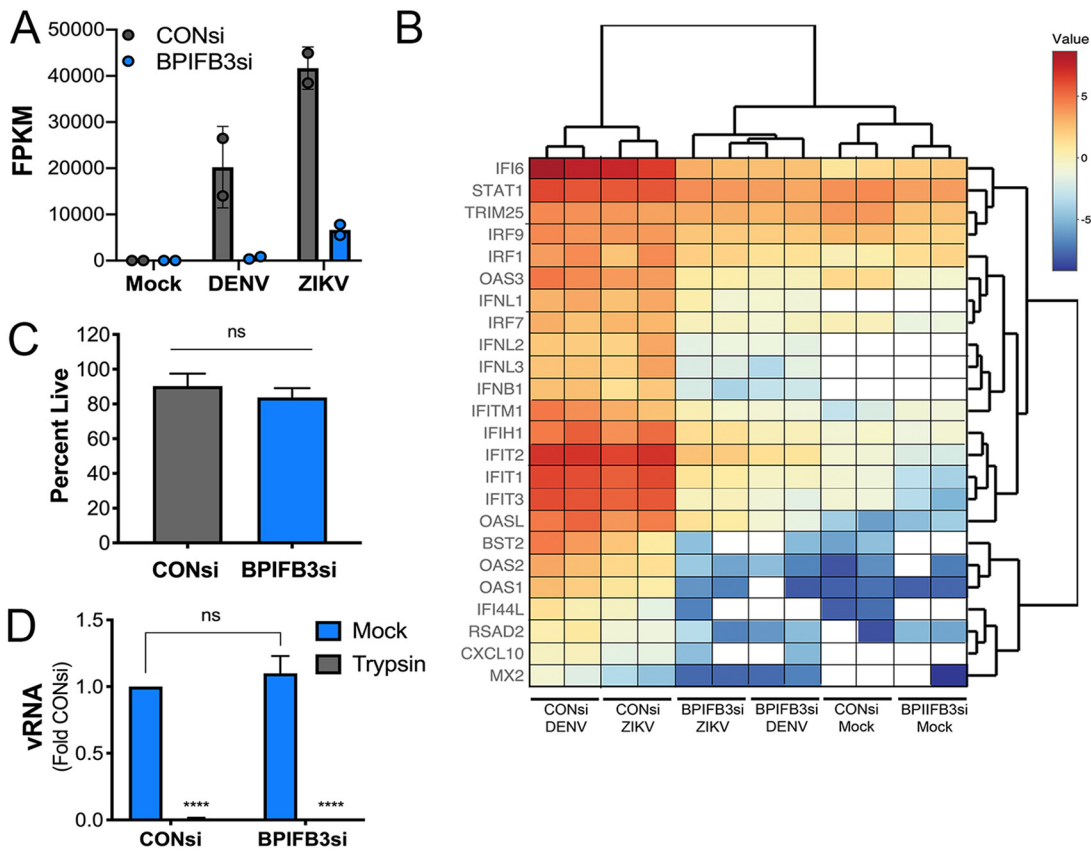 A
50000
40000
30000
20000
10000
0
FPKM
CONsi
BPIFB3si
Mock DENV ZIKV
B
Value
5
0
-5
IFI6
STAT1
TRIM25
IRF9
IRF1
OAS3
IFNL1
IRF7
IFNL2
IFNL3
IFNB1
IFITM1
IFIH1
IFIT2
IFIT1
IFIT3
OASL
BST2
OAS2
OAS1
IFI44L
RSAD2
CXCL10
MX2
CONsi CONsi BPIFB3si BPIFB3si CONsi BPIIFB3si
DENV ZIKV ZIKV DENV Mock Mock
C
120
100
80
60
40
20
0
Percent Live
ns
CONsi BPIFB3si
D
1.5
1.0
0.5
0.0
vRNA
(Fold CONsi)
ns
Mock
Trypsin
**** ****
CONsi BPIFB3si